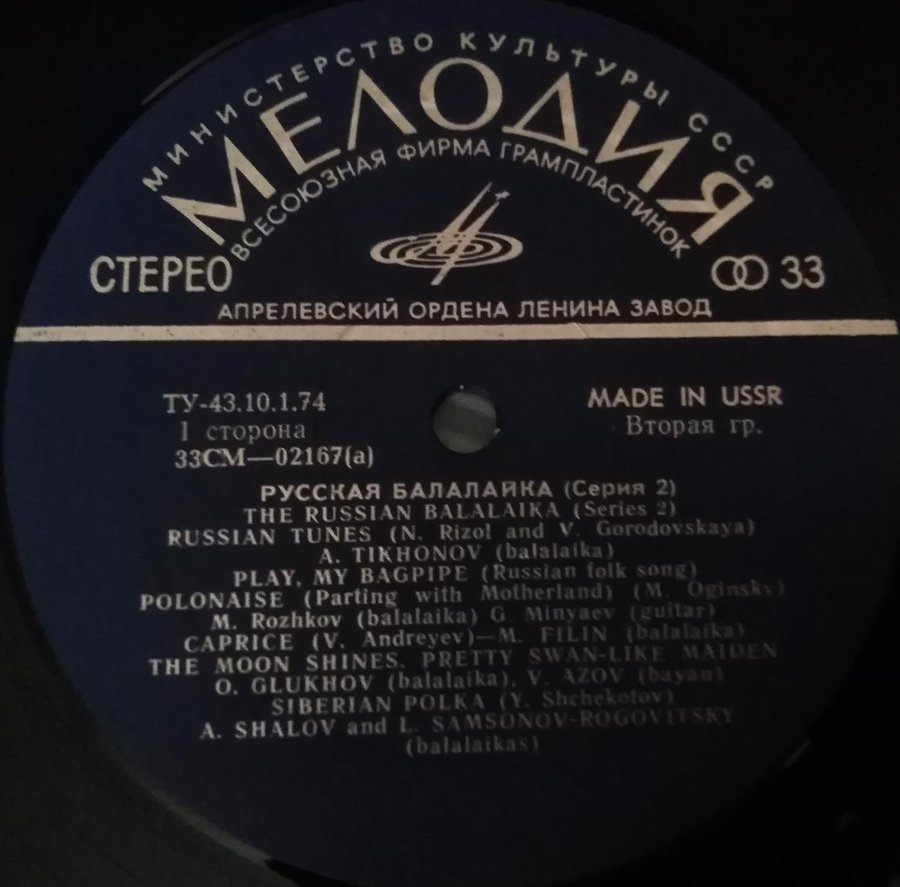 МИНИСТЕРСТВО КУЛЬТУРЫ СССР
МЕЛОДИЯ
ВСЕСОЮЗНАЯ ФИРМА ГРАМПЛАСТИНОК
СТЕРЕО
33
АПРЕЛЕВСКИЙ ОРДЕНА ЛЕНИНА ЗАВОД
ТУ-43.10.1.74
MADE IN USSR
I сторона
Вторая гр.
33СМ—02167(а)
РУССКАЯ БАЛАЛАЙКА (Серия 2)
THE RUSSIAN BALALAIKA (Series 2)
RUSSIAN TUNES (N. Rizol and V. Gorodovskaya)
A. TIKHONOV (balalaika)
PLAY, MY BAGPIPE (Russian folk song)
POLONAISE (Parting with Motherland) (M. Oginsky)
M. Rozhkov (balalaika) G. Minyaev (guitar)
CAPRICE (V. Andreyev)—M. FILIN (balalaika)
THE MOON SHINES. PRETTY SWAN-LIKE MAIDEN
O. GLUKHOV (balalaika), V. AZOV (bayan)
SIBERIAN POLKA (Y. Shchekotov)
A. SHALOV and L. SAMSONOV-ROGOVITSKY
(balalaikas)